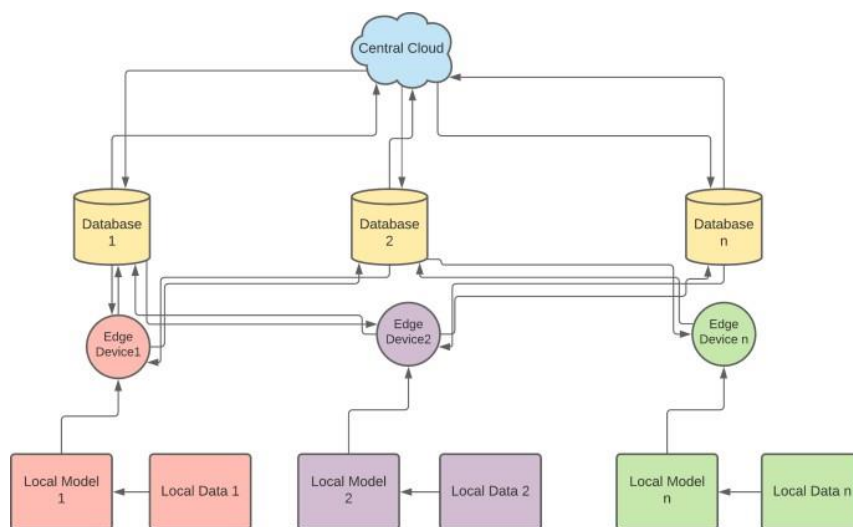 Central Cloud
Database
1
Database
2
Database
n
Edge
Device1
Edge
Device2
Edge
Device n
Local Model
1
Local Data 1
Local Model
2
Local Data 2
Local Model
n
Local Data n